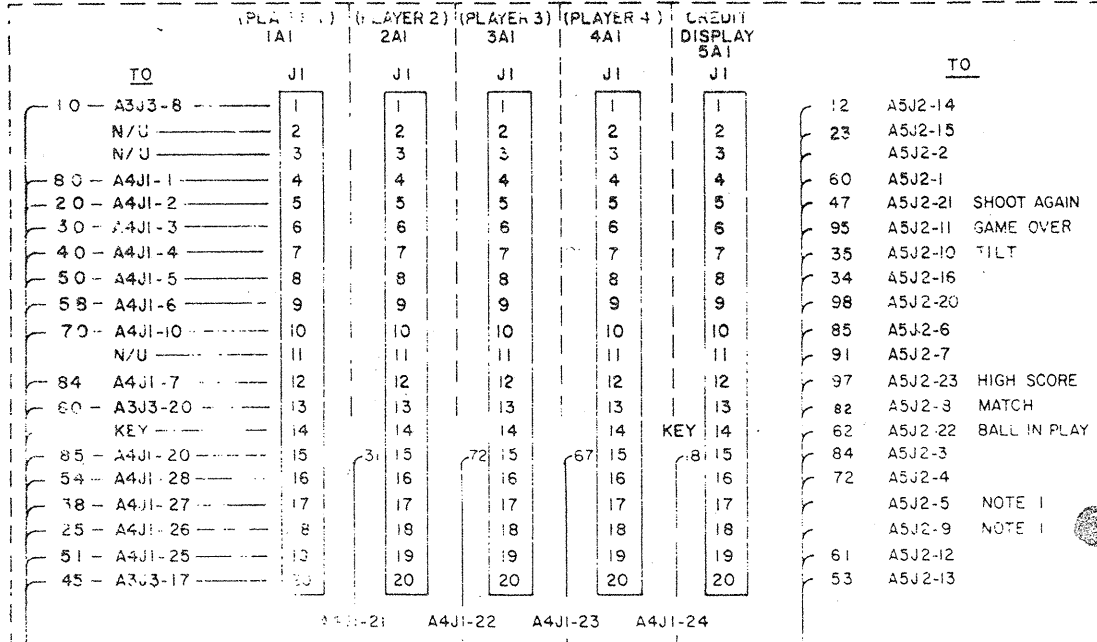 (PLAYER 2) (PLAYER 3) (PLAYER 4) CREDIT
1A1 2A1 3A1 4A1 DISPLAY
5A1
TO J1 J1 J1 J1 J1 TO
10 - A3J3-8 1 1 1 1 1 12 A5J2-14
N/U 2 2 2 2 2 23 A5J2-15
N/U 3 3 3 3 3 A5J2-2
80 - A4J1-1 4 4 4 4 4 60 A5J2-1
20 - A4J1-2 5 5 5 5 5 47 A5J2-21 SHOOT AGAIN
30 - A4J1-3 6 6 6 6 6 95 A5J2-11 GAME OVER
40 - A4J1-4 7 7 7 7 7 35 A5J2-10 TILT
50 - A4J1-5 8 8 8 8 8 34 A5J2-16
58 - A4J1-6 9 9 9 9 9 98 A5J2-20
70 - A4J1-10 10 10 10 10 10 85 A5J2-6
N/U 11 11 11 11 11 91 A5J2-7
84 A4J1-7 12 12 12 12 12 97 A5J2-23 HIGH SCORE
60 - A3J3-20 13 13 13 13 13 82 A5J2-8 MATCH
KEY 14 14 14 14 KEY 14 62 A5J2-22 BALL IN PLAY
85 - A4J1-20 15 31 15 72 15 67 15 81 15 84 A5J2-3
54 - A4J1-28 16 16 16 16 16 72 A5J2-4
38 - A4J1-27 17 17 17 17 17 A5J2-5 NOTE 1
25 - A4J1-26 18 18 18 18 18 A5J2-9 NOTE 1
51 - A4J1-25 19 19 19 19 19 61 A5J2-12
45 - A3J3-17 20 20 20 20 53 A5J2-13
A4J1-21 A4J1-22 A4J1-23 A4J1-24